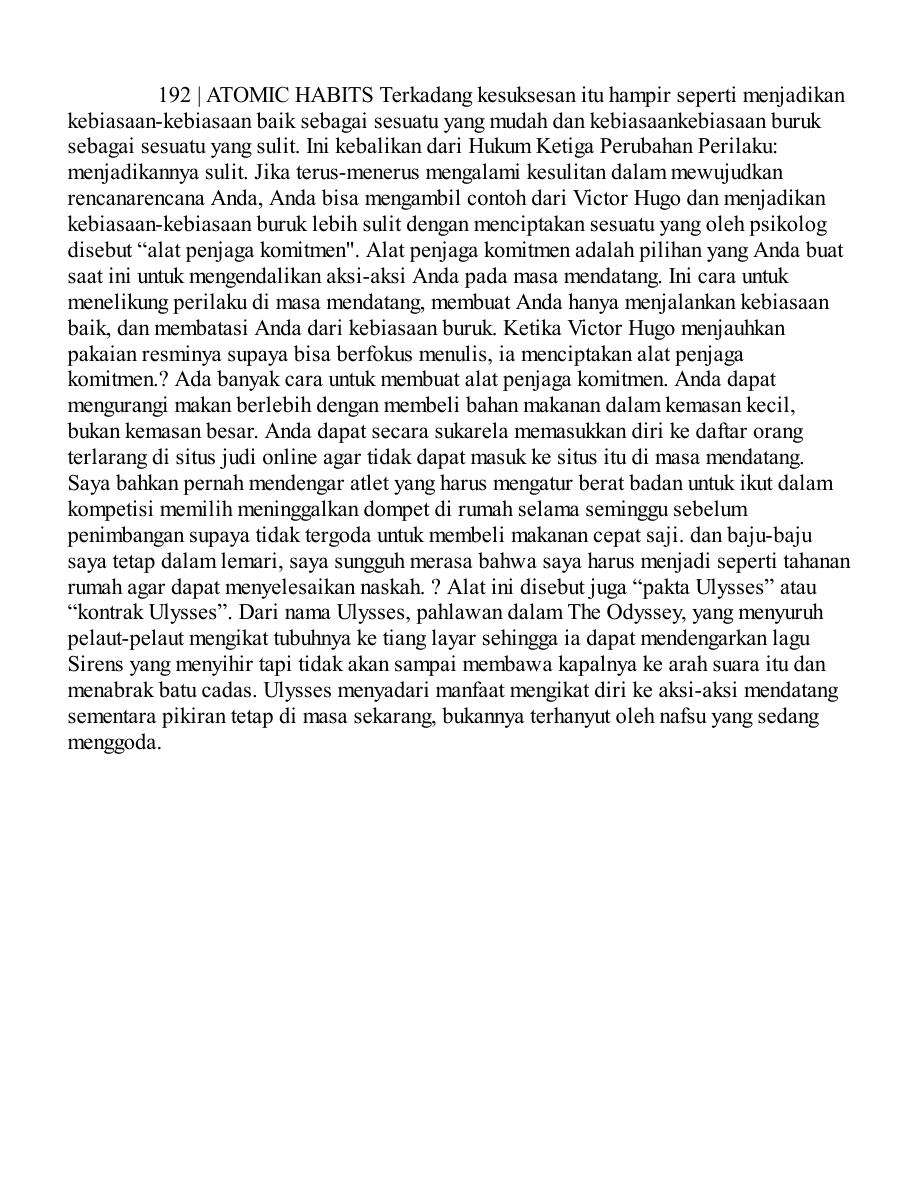 192 | ATOMIC HABITS Terkadang kesuksesan itu hampir seperti menjadikan
kebiasaan-kebiasaan baik sebagai sesuatu yang mudah dan kebiasaankebiasaan buruk
sebagai sesuatu yang sulit. Ini kebalikan dari Hukum Ketiga Perubahan Perilaku:
menjadikannya sulit. Jika terus-menerus mengalami kesulitan dalam mewujudkan
rencanarencana Anda, Anda bisa mengambil contoh dari Victor Hugo dan menjadikan
kebiasaan-kebiasaan buruk lebih sulit dengan menciptakan sesuatu yang oleh psikolog
disebut “alat penjaga komitmen". Alat penjaga komitmen adalah pilihan yang Anda buat
saat ini untuk mengendalikan aksi-aksi Anda pada masa mendatang. Ini cara untuk
menelikung perilaku di masa mendatang, membuat Anda hanya menjalankan kebiasaan
baik, dan membatasi Anda dari kebiasaan buruk. Ketika Victor Hugo menjauhkan
pakaian resminya supaya bisa berfokus menulis, ia menciptakan alat penjaga
komitmen.? Ada banyak cara untuk membuat alat penjaga komitmen. Anda dapat
mengurangi makan berlebih dengan membeli bahan makanan dalam kemasan kecil,
bukan kemasan besar. Anda dapat secara sukarela memasukkan diri ke daftar orang
terlarang di situs judi online agar tidak dapat masuk ke situs itu di masa mendatang.
Saya bahkan pernah mendengar atlet yang harus mengatur berat badan untuk ikut dalam
kompetisi memilih meninggalkan dompet di rumah selama seminggu sebelum
penimbangan supaya tidak tergoda untuk membeli makanan cepat saji. dan baju-baju
saya tetap dalam lemari, saya sungguh merasa bahwa saya harus menjadi seperti tahanan
rumah agar dapat menyelesaikan naskah. ? Alat ini disebut juga “pakta Ulysses” atau
“kontrak Ulysses”. Dari nama Ulysses, pahlawan dalam The Odyssey, yang menyuruh
pelaut-pelaut mengikat tubuhnya ke tiang layar sehingga ia dapat mendengarkan lagu
Sirens yang menyihir tapi tidak akan sampai membawa kapalnya ke arah suara itu dan
menabrak batu cadas. Ulysses menyadari manfaat mengikat diri ke aksi-aksi mendatang
sementara pikiran tetap di masa sekarang, bukannya terhanyut oleh nafsu yang sedang
menggoda.